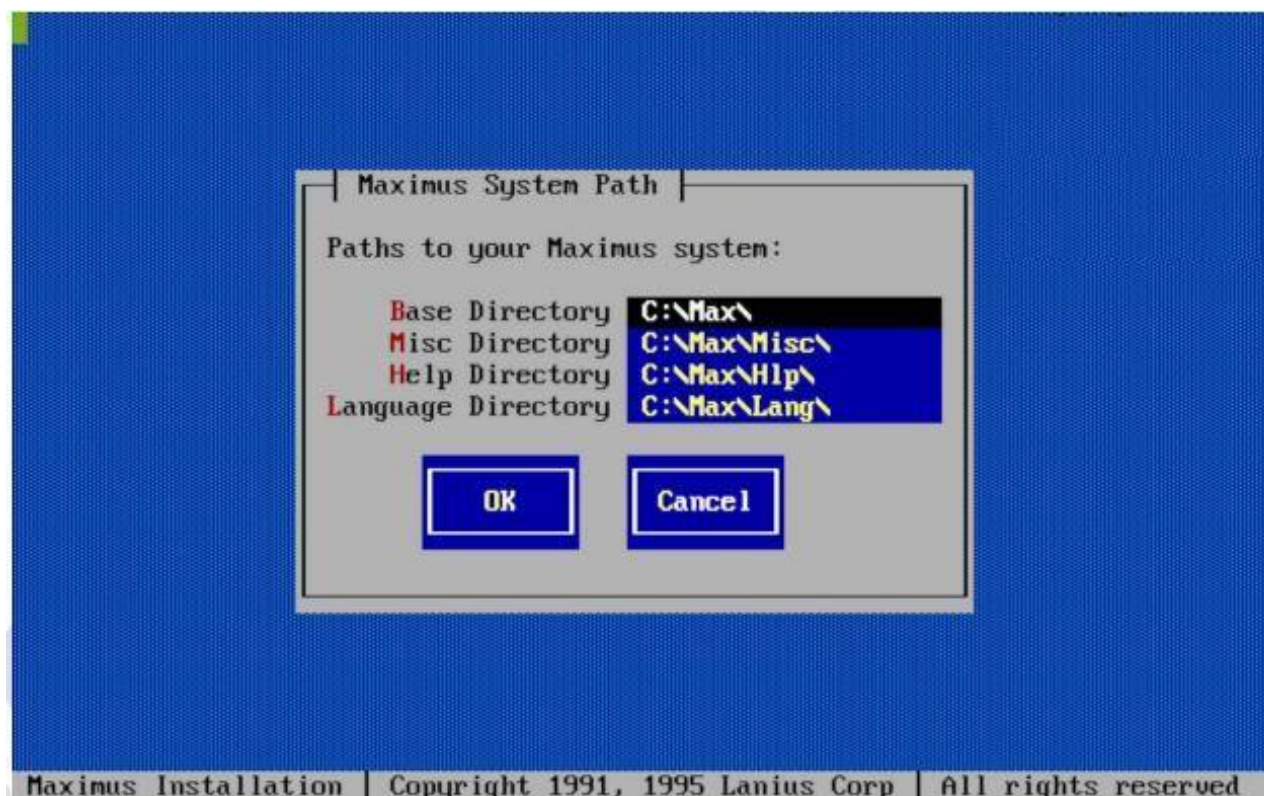 Maximus System Path
Paths to your Maximus system:
Base Directory C:\Max\
Misc Directory C:\Max\Misc\
Help Directory C:\Max\Hlp\
Language Directory C:\Max\Lang\
OK Cancel
Maximus Installation | Copyright 1991, 1995 Lanius Corp | All rights reserved